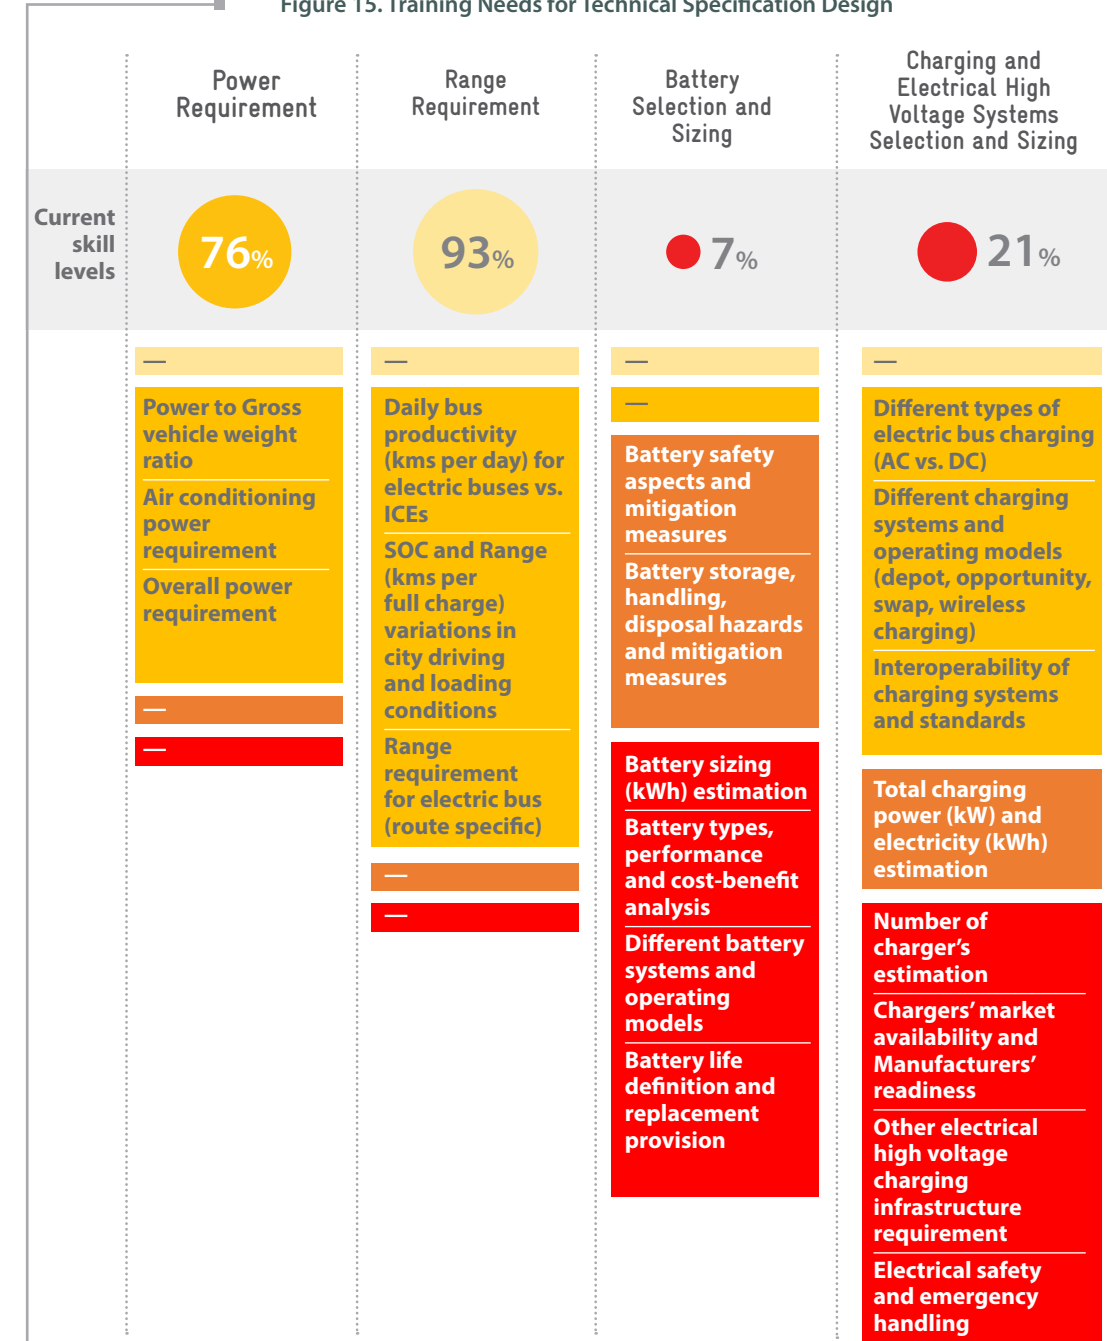 Figure 15. Training Needs for Technical Specification Design
Power
Requirement
Range
Requirement
Battery
Selection and
Sizing
Charging and
Electrical High
Voltage Systems
Selection and Sizing
Current
skill
levels
76%
93%
7%
21%
—
Power to Gross
vehicle weight
ratio
Air conditioning
power
requirement
Overall power
requirement
—
—
—
Daily bus
productivity
(kms per day) for
electric buses vs.
ICEs
SOC and Range
(kms per
full charge)
variations in
city driving
and loading
conditions
Range
requirement
for electric bus
(route specific)
—
—
—
—
Battery safety
aspects and
mitigation
measures
Battery storage,
handling,
disposal hazards
and mitigation
measures
Battery sizing
(kWh) estimation
Battery types,
performance
and cost-benefit
analysis
Different battery
systems and
operating
models
Battery life
definition and
replacement
provision
—
Different types of
electric bus charging
(AC vs. DC)
Different charging
systems and
operating models
(depot, opportunity,
swap, wireless
charging)
Interoperability of
charging systems
and standards
Total charging
power (kW) and
electricity (kWh)
estimation
Number of
charger's
estimation
Chargers' market
availability and
Manufacturers'
readiness
Other electrical
high voltage
charging
infrastructure
requirement
Electrical safety
and emergency
handling